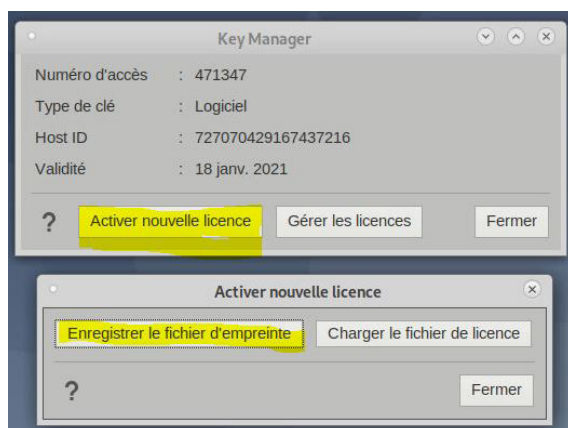 Key Manager
Numéro d'accès : 471347
Type de clé : Logiciel
Host ID : 727070429167437216
Validité : 18 janv. 2021
? Activer nouvelle licence Gérer les licences Fermer
Activer nouvelle licence
Enregistrer le fichier d'empreinte Charger le fichier de licence
? Fermer